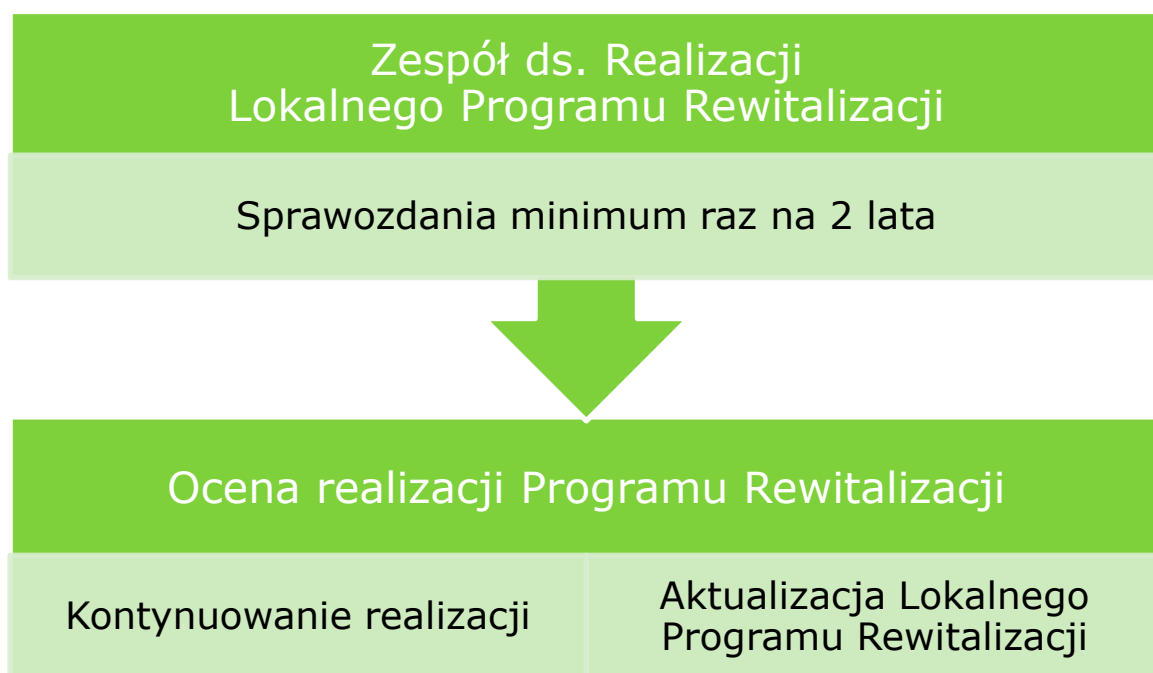 Zespół ds. Realizacji
Lokalnego Programu Rewitalizacji
Sprawozdania minimum raz na 2 lata
Ocena realizacji Programu Rewitalizacji
Kontynuowanie realizacji
Aktualizacja Lokalnego
Programu Rewitalizacji